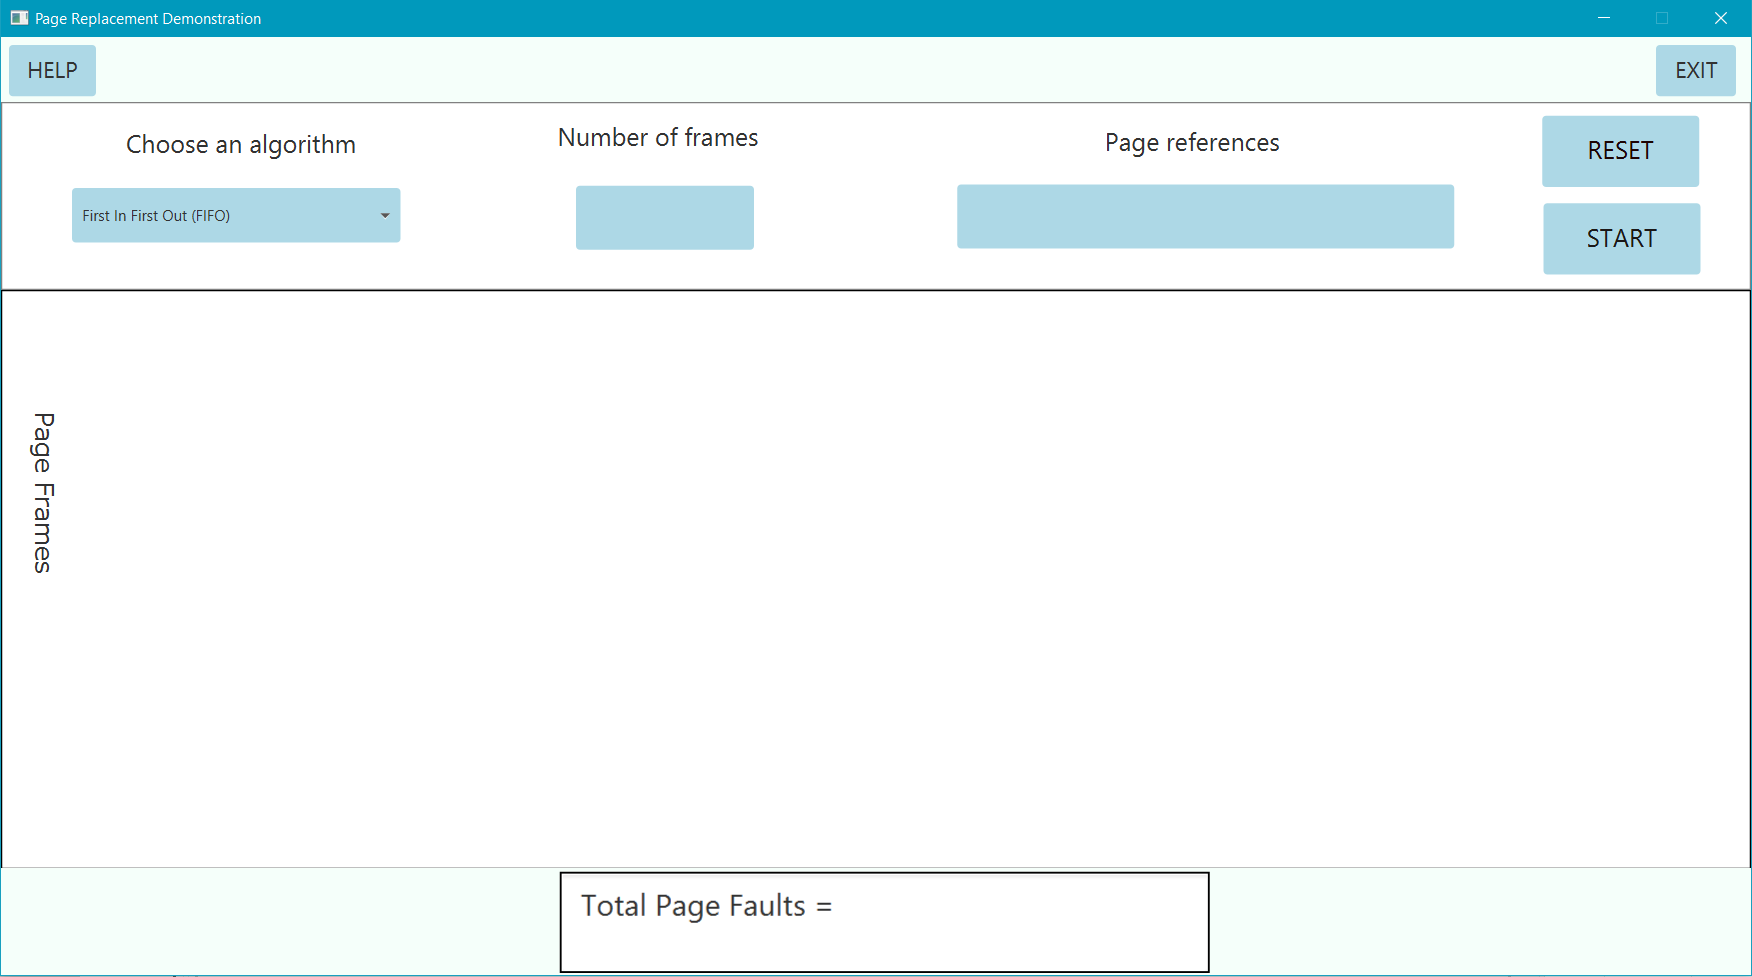 Page Replacement Demonstration
HELP
EXIT
Choose an algorithm
Number of frames
Page references
RESET
First In First Out (FIFO)
START
Page Frames
Total Page Faults =